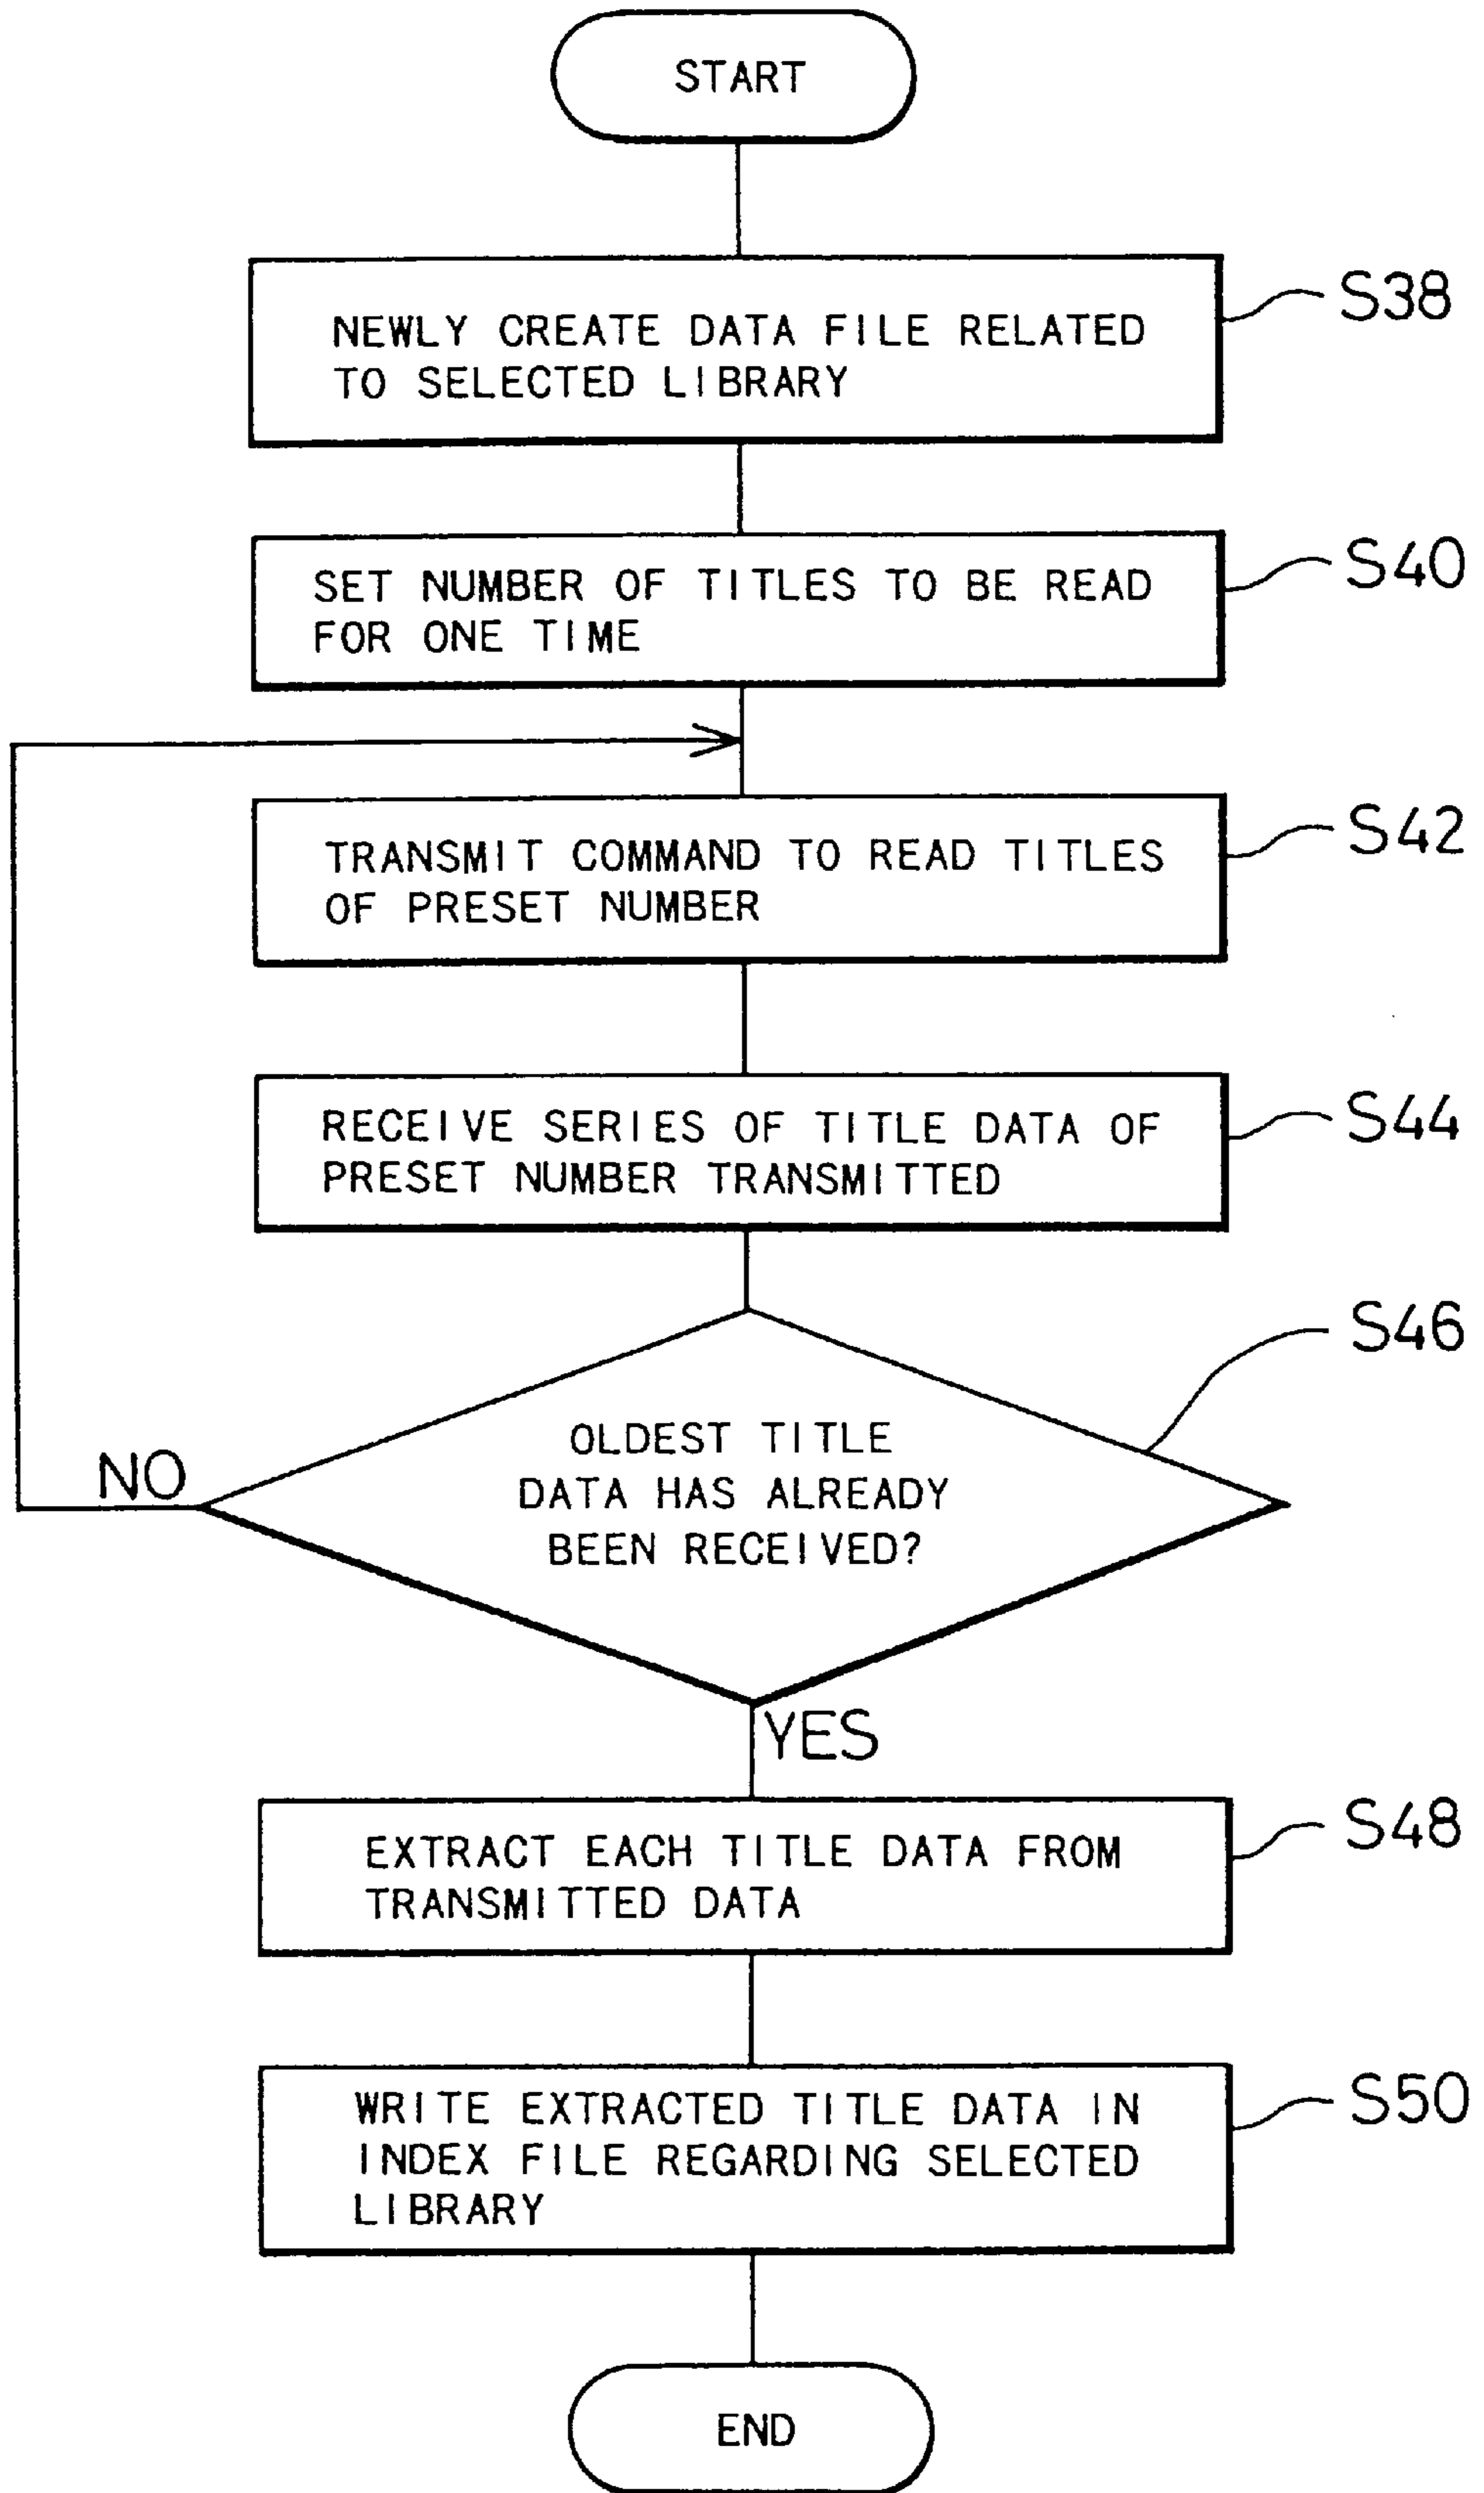 START
NEWLY CREATE DATA FILE RELATED
TO SELECTED LIBRARY
S38
SET NUMBER OF TITLES TO BE READ
FOR ONE TIME
S40
TRANSMIT COMMAND TO READ TITLES
OF PRESET NUMBER
S42
RECEIVE SERIES OF TITLE DATA OF
PRESET NUMBER TRANSMITTED
S44
OLDEST TITLE
DATA HAS ALREADY
BEEN RECEIVED?
S46
NO
YES
EXTRACT EACH TITLE DATA FROM
TRANSMITTED DATA
S48
WRITE EXTRACTED TITLE DATA IN
INDEX FILE REGARDING SELECTED
LIBRARY
S50
END